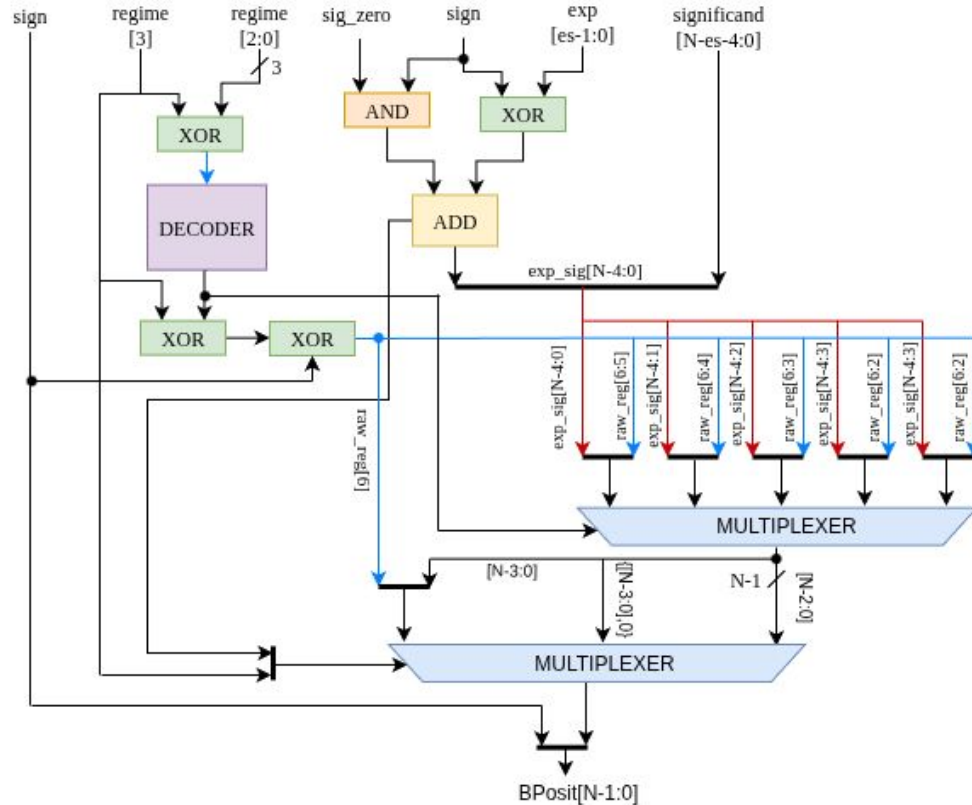 sign
regime
[3]
regime
[2:0]
3
sig_zero
sign
exp
[es-1:0]
significand
[N-es-4:0]
XOR
AND
XOR
DECODER
ADD
exp_sig[N-4:0]
XOR
XOR
exp_sig[N-4:0]
raw_reg[6:5]
exp_sig[N-4:1]
raw_reg[6:4]
exp_sig[N-4:2]
raw_reg[6:3]
exp_sig[N-4:3]
raw_reg[6:2]
exp_sig[N-4:3]
raw_reg[6:2]
raw_reg[6]
MULTIPLEXER
[N-3:0]
{[N-3:0],0}
N-1
[N-2:0]
MULTIPLEXER
BPosit[N-1:0]